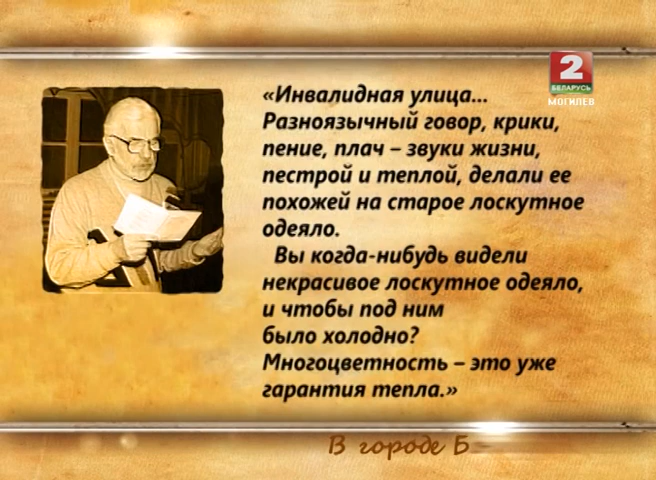 2
БЕЛАРУСЬ
МОГИЛЕВ
«Инвалидная улица...
Разноязычный говор, крики,
пение, плач – звуки жизни,
пестрой и теплой, делали ее
похожей на старое лоскутное
одеяло.
Вы когда-нибудь видели
некрасивое лоскутное одеяло,
и чтобы под ним
было холодно?
Многоцветность – это уже
гарантия тепла.»
В городе Б